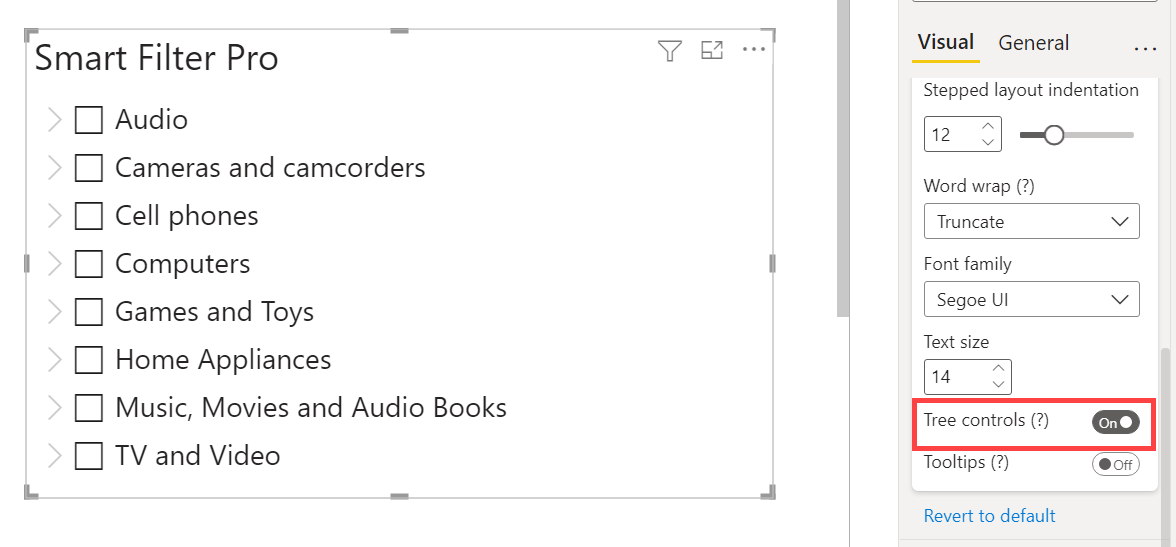 Smart Filter Pro
Audio
Cameras and camcorders
Cell phones
Computers
Games and Toys
Home Appliances
Music, Movies and Audio Books
TV and Video
Visual General
Stepped layout indentation
12
Word wrap (?)
Truncate
Font family
Segoe UI
Text size
14
Tree controls (?) On
Tooltips (?) Off
Revert to default